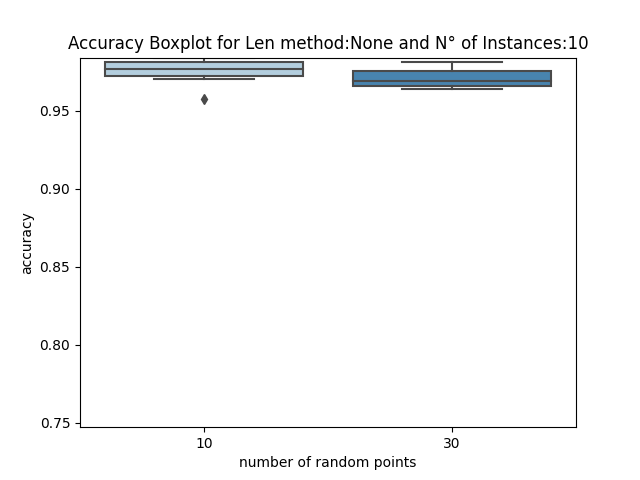 Accuracy Boxplot for Len method:None and N° of Instances:10
accuracy
0.95
0.90
0.85
0.80
0.75
10
30
number of random points